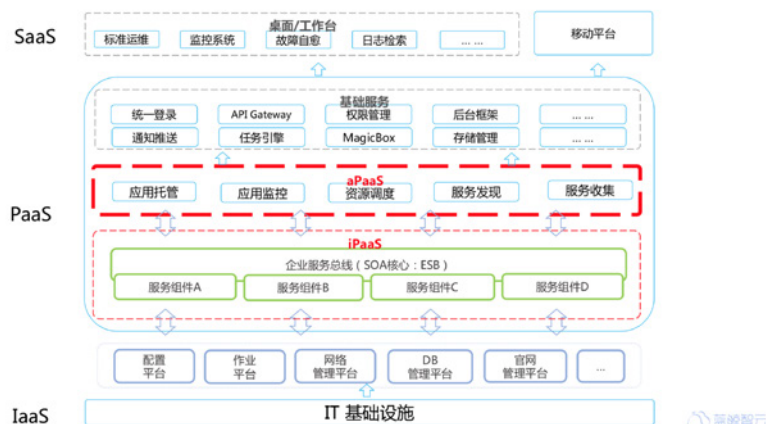 SaaS
桌面/工作台
标准运维
监控系统
故障自愈
日志检索
... ...
移动平台
PaaS
基础服务
统一登录
API Gateway
权限管理
后台框架
... ...
通知推送
任务引擎
MagicBox
存储管理
... ...
aPaaS
应用托管
应用监控
资源调度
服务发现
服务收集
iPaaS
企业服务总线（SOA核心：ESB）
服务组件A
服务组件B
服务组件C
服务组件D
配置
平台
作业
平台
网络
管理平台
DB
管理平台
官网
管理平台
...
IaaS
IT 基础设施
蓝鲸智云